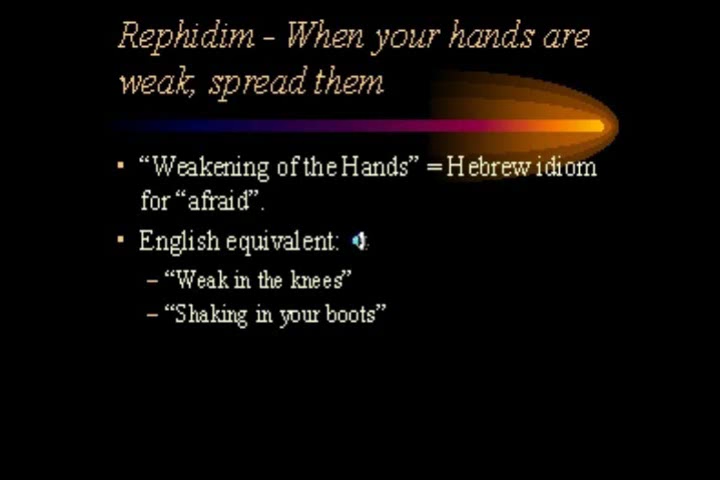 Rephidim - When your hands are
weak, spread them
▪ “Weakening of the Hands” = Hebrew idiom
for “afraid”.
▪ English equivalent:
– “Weak in the knees”
– “Shaking in your boots”